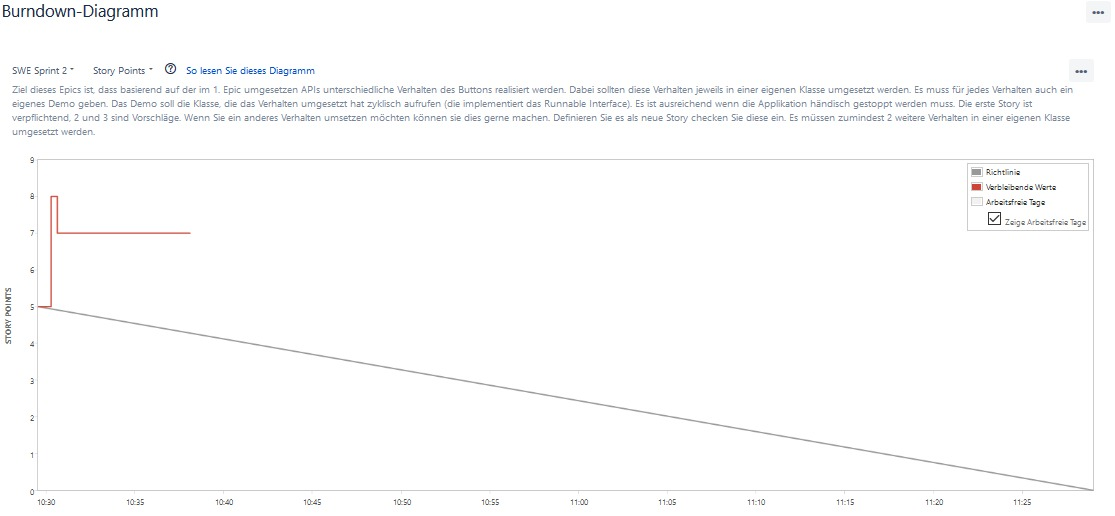 Burndown-Diagramm
SWE Sprint 2 Story Points So lesen Sie dieses Diagramm
Ziel dieses Epics ist, dass basierend auf der im 1. Epic umgesetzen APIs unterschiedliche Verhalten des Buttons realisiert werden. Dabei sollten diese Verhalten jeweils in einer eigenen Klasse umgesetzt werden. Es muss für jedes Verhalten auch ein
eigenes Demo geben. Das Demo soll die Klasse, die das Verhalten umgesetzt hat zyklisch aufrufen (die implementiert das Runnable Interface). Es ist ausreichend wenn die Applikation händisch gestoppt werden muss. Die erste Story ist
verpflichtend, 2 und 3 sind Vorschläge. Wenn Sie ein anderes Verhalten umsetzen möchten können sie dies gerne machen. Definieren Sie es als neue Story checken Sie diese ein. Es müssen zumindest 2 weitere Verhalten in einer eigenen Klasse
umgesetzt werden.
9
8
7
6
5
4
3
2
1
0
STORY POINTS
Richtlinie
Verbleibende Werte
Arbeitsfreie Tage
Zeige Arbeitsfreie Tage
10:30 10:35 10:40 10:45 10:50 10:55 11:00 11:05 11:10 11:15 11:20 11:25